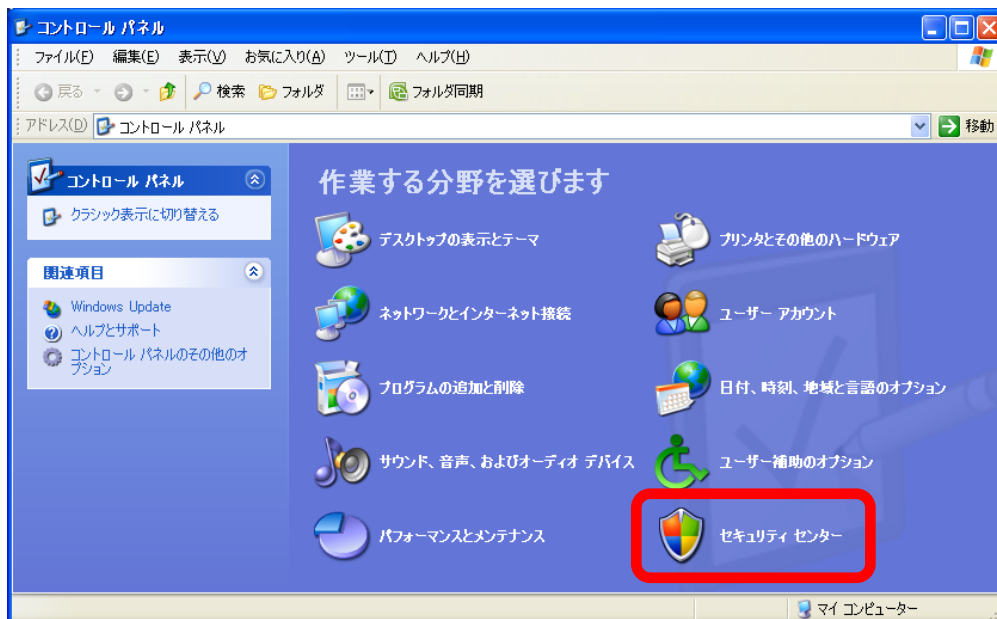 コントロール パネル
ファイル(F) 編集(E) 表示(V) お気に入り(A) ツール(T) ヘルプ(H)
戻る 検索 フォルダ フォルダ同期
アドレス(D) コントロール パネル 移動
コントロール パネル
クラシック表示に切り替える
関連項目
Windows Update
ヘルプとサポート
コントロール パネルのその他のオ
プション
作業する分野を選びます
デスクトップの表示とテーマ
プリンタとその他のハードウェア
ネットワークとインターネット接続
ユーザー アカウント
プログラムの追加と削除
日付、時刻、地域と言語のオプション
サウンド、音声、およびオーディオ デバイス
ユーザー補助のオプション
パフォーマンスとメンテナンス
セキュリティ センター
マイ コンピューター